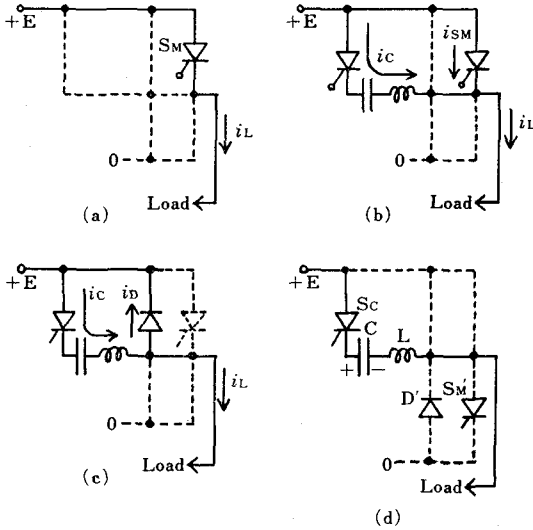 +E
SM
iL
0
Load
(a)
+E
iC
iSM
iL
0
Load
(b)
+E
iC
iD
iL
0
Load
(c)
+E
SC
C
L
+ −
D'
SM'
0
Load
(d)